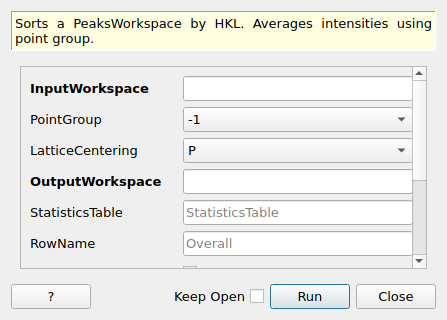 Sorts a PeaksWorkspace by HKL. Averages intensities using
point group.
InputWorkspace
PointGroup -1
LatticeCentering P
OutputWorkspace
StatisticsTable StatisticsTable
RowName Overall
? Keep Open Run Close